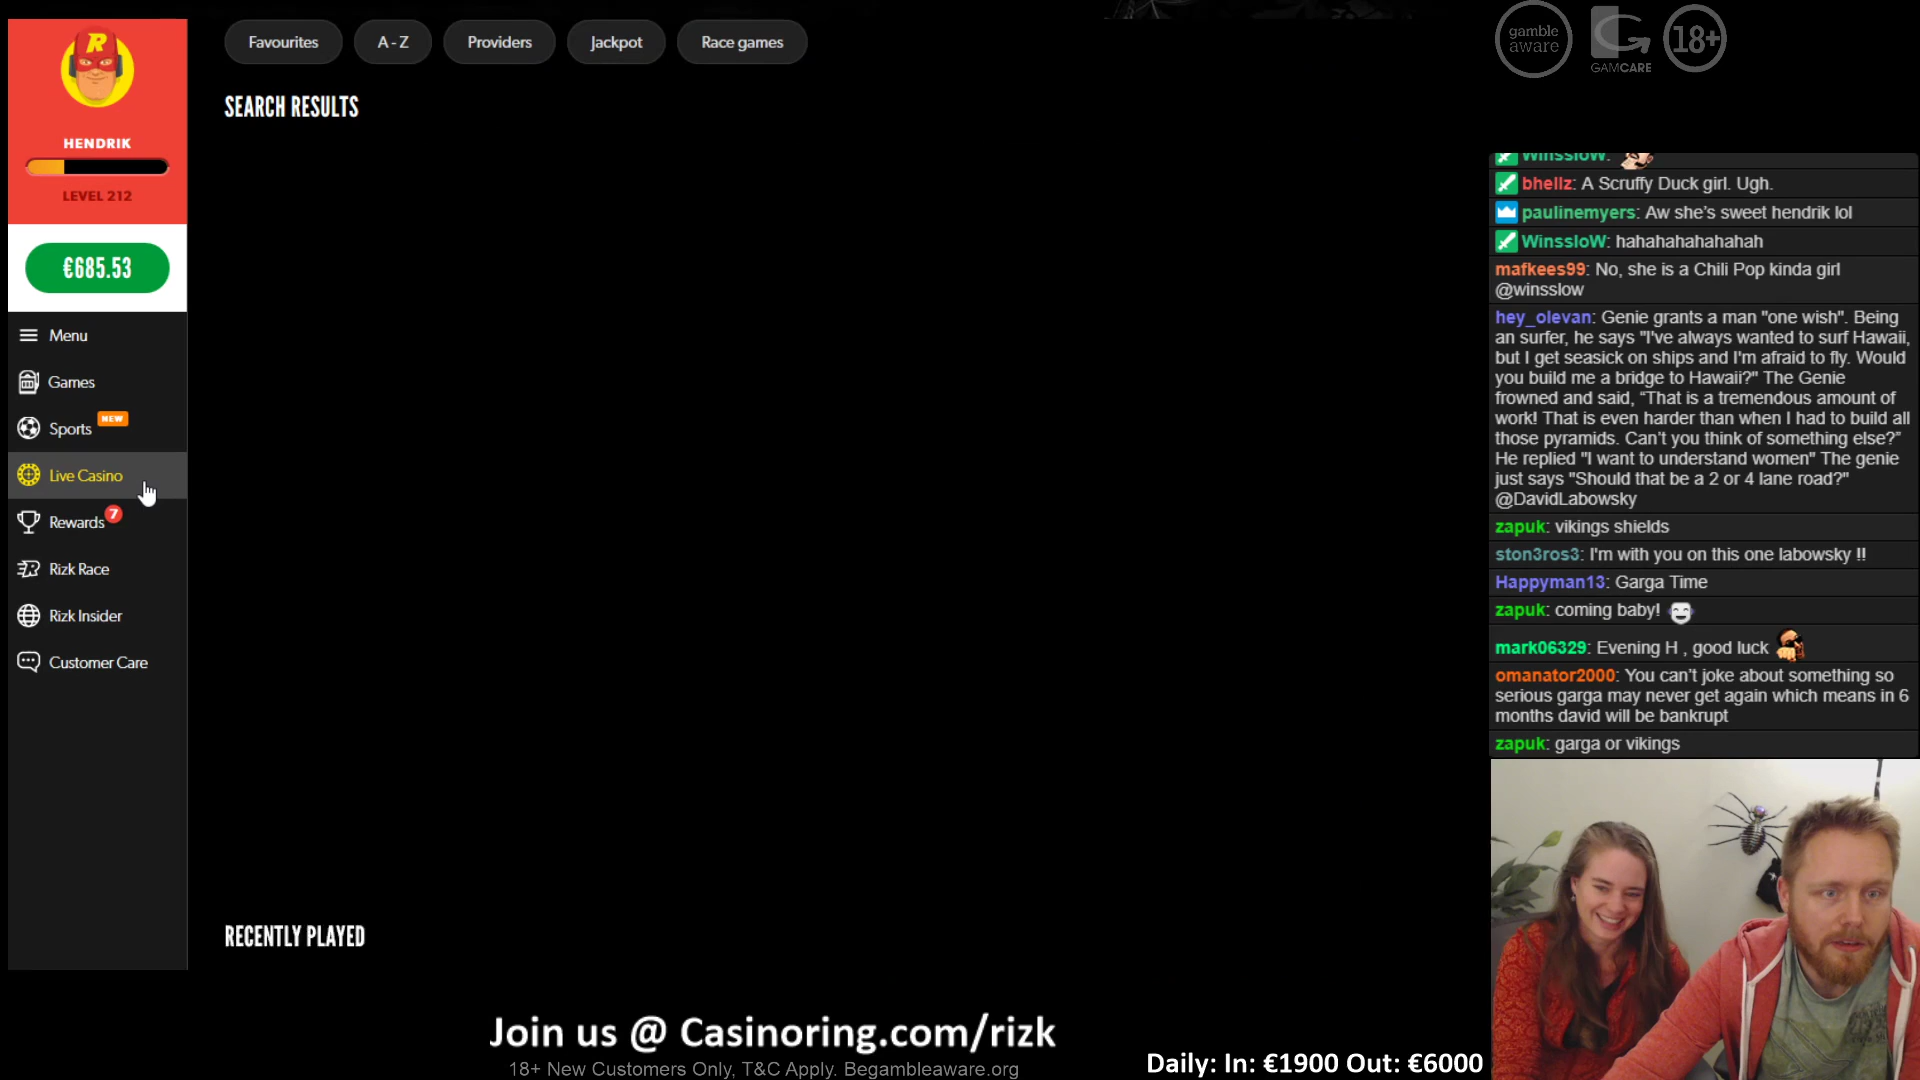 Favourites
A - Z
Providers
Jackpot
Race games
gamble
aware
GAMCARE
18+
SEARCH RESULTS
R
HENDRIK
LEVEL 212
€685.53
Menu
Games
Sports
NEW
Live Casino
Rewards
7
Rizk Race
Rizk Insider
Customer Care
RECENTLY PLAYED
WinssloW:
bhellz: A Scruffy Duck girl. Ugh.
paulinemyers: Aw she's sweet hendrik lol
WinssloW: hahahahahahahah
mafkees99: No, she is a Chili Pop kinda girl
@winsslow
hey_olevan: Genie grants a man "one wish". Being
an surfer, he says "I've always wanted to surf Hawaii,
but I get seasick on ships and I'm afraid to fly. Would
you build me a bridge to Hawaii?" The Genie
frowned and said, “That is a tremendous amount of
work! That is even harder than when I had to build all
those pyramids. Can't you think of something else?”
He replied "I want to understand women" The genie
just says "Should that be a 2 or 4 lane road?"
@DavidLabowsky
zapuk: vikings shields
ston3ros3: I'm with you on this one labowsky !!
Happyman13: Garga Time
zapuk: coming baby!
mark06329: Evening H , good luck
omanator2000: You can't joke about something so
serious garga may never get again which means in 6
months david will be bankrupt
zapuk: garga or vikings
Join us @ Casinoring.com/rizk
18+ New Customers Only, T&C Apply. Begambleaware.org
Daily: In: €1900 Out: €6000